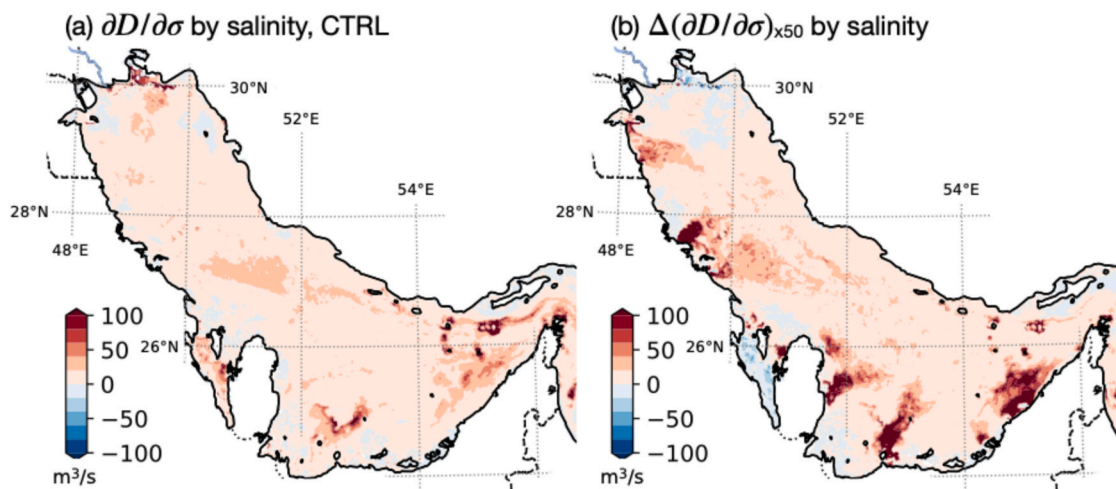 (a) ∂D/∂σ by salinity, CTRL
30°N
52°E
54°E
28°N
48°E
26°N
100
50
0
−50
−100
m³/s
(b) Δ(∂D/∂σ)x50 by salinity
30°N
52°E
54°E
28°N
48°E
26°N
100
50
0
−50
−100
m³/s